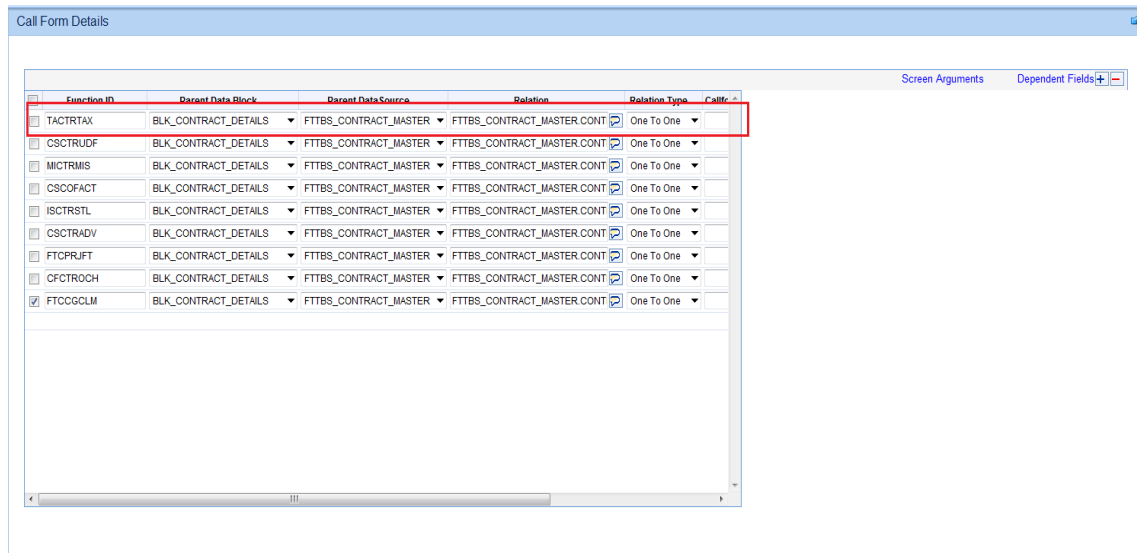 Call Form Details
Screen Arguments Dependent Fields
Function ID Parent Data Block Parent Data Source Relation Relation Type Callfc
TACTRTAX BLK_CONTRACT_DETAILS FTTBS_CONTRACT_MASTER FTTBS_CONTRACT_MASTER.CONT One To One
CSCTRUDF BLK_CONTRACT_DETAILS FTTBS_CONTRACT_MASTER FTTBS_CONTRACT_MASTER.CONT One To One
MICTRMIS BLK_CONTRACT_DETAILS FTTBS_CONTRACT_MASTER FTTBS_CONTRACT_MASTER.CONT One To One
CSCOFACT BLK_CONTRACT_DETAILS FTTBS_CONTRACT_MASTER FTTBS_CONTRACT_MASTER.CONT One To One
ISCTRSTL BLK_CONTRACT_DETAILS FTTBS_CONTRACT_MASTER FTTBS_CONTRACT_MASTER.CONT One To One
CSCTRADV BLK_CONTRACT_DETAILS FTTBS_CONTRACT_MASTER FTTBS_CONTRACT_MASTER.CONT One To One
FTCPRJFT BLK_CONTRACT_DETAILS FTTBS_CONTRACT_MASTER FTTBS_CONTRACT_MASTER.CONT One To One
CFCTROCH BLK_CONTRACT_DETAILS FTTBS_CONTRACT_MASTER FTTBS_CONTRACT_MASTER.CONT One To One
FTCCGCLM BLK_CONTRACT_DETAILS FTTBS_CONTRACT_MASTER FTTBS_CONTRACT_MASTER.CONT One To One